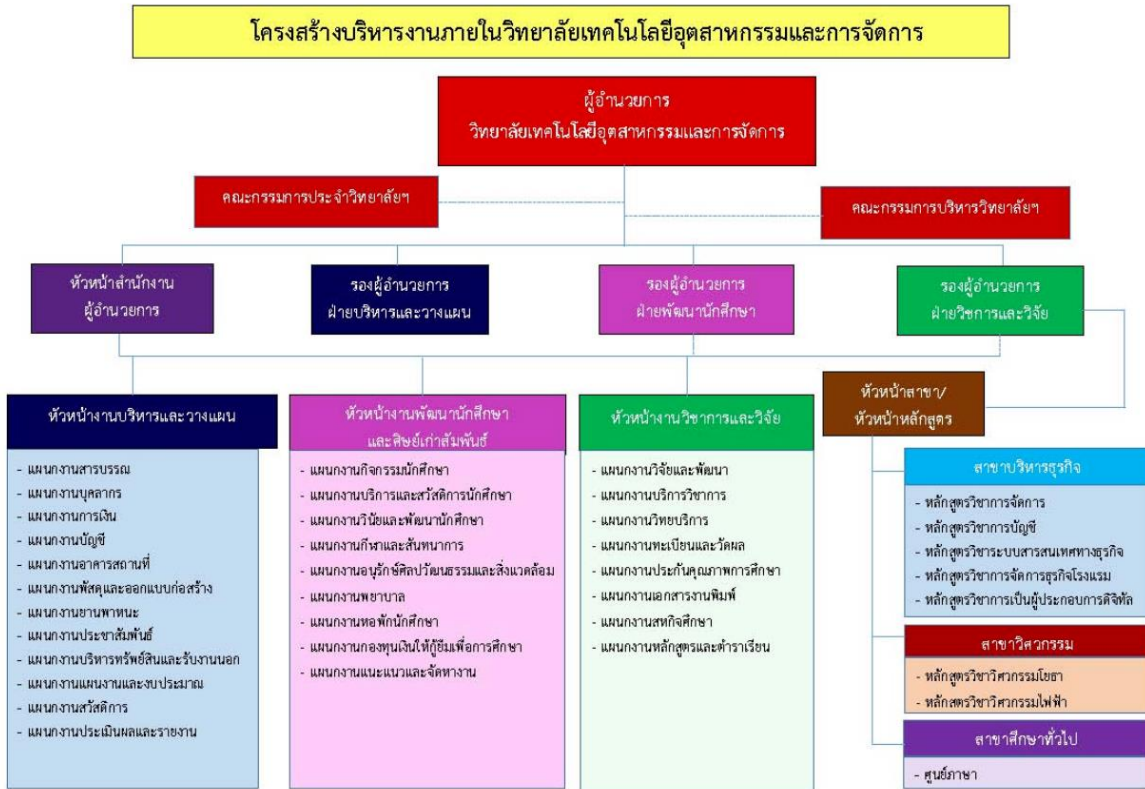 โครงสร้างบริหารงานภายในวิทยาลัยเทคโนโลยีอุตสาหกรรมและการจัดการ
ผู้อำนวยการ
วิทยาลัยเทคโนโลยีอุตสาหกรรมและการจัดการ
คณะกรรมการประจำวิทยาลัยฯ
คณะกรรมการบริหารวิทยาลัยฯ
หัวหน้าสำนักงาน
ผู้อำนวยการ
รองผู้อำนวยการ
ฝ่ายบริหารและวางแผน
รองผู้อำนวยการ
ฝ่ายพัฒนานักศึกษา
รองผู้อำนวยการ
ฝ่ายวิชการและวิจัย
หัวหน้างานบริหารและวางแผน
- แผนกงานสารบรรณ
- แผนกงานบุคลากร
- แผนกงานการเงิน
- แผนกงานบัญชี
- แผนกงานอาคารสถานที่
- แผนกงานพัสดุและออกแบบก่อสร้าง
- แผนกงานยานพาหนะ
- แผนกงานประชาสัมพันธ์
- แผนกงานบริหารทรัพย์สินและรับงานนอก
- แผนกงานแผนงานและงบประมาณ
- แผนกงานสวัสดิการ
- แผนกงานประเมินผลและรายงาน
หัวหน้างานพัฒนานักศึกษา
และศิษย์เก่าสัมพันธ์
- แผนกงานกิจกรรมนักศึกษา
- แผนกงานบริการและสวัสดิการนักศึกษา
- แผนกงานวินัยและพัฒนานักศึกษา
- แผนกงานกีฬาและสันทนาการ
- แผนกงานอนุรักษ์ศิลปวัฒนธรรมและสิ่งแวดล้อม
- แผนกงานพยาบาล
- แผนกงานหอพักนักศึกษา
- แผนกงานกองทุนเงินให้กู้ยืมเพื่อการศึกษา
- แผนกงานแนะแนวและจัดหางาน
หัวหน้างานวิชาการและวิจัย
- แผนกงานวิจัยและพัฒนา
- แผนกงานบริการวิชาการ
- แผนกงานวิทยบริการ
- แผนกงานทะเบียนและวัดผล
- แผนกงานประกันคุณภาพการศึกษา
- แผนกงานเอกสารงานพิมพ์
- แผนกงานสหกิจศึกษา
- แผนกงานหลักสูตรและตำราเรียน
หัวหน้าสาขา/
หัวหน้าหลักสูตร
สาขาบริหารธุรกิจ
- หลักสูตรวิชาการจัดการ
- หลักสูตรวิชาการบัญชี
- หลักสูตรวิชาระบบสารสนเทศทางธุรกิจ
- หลักสูตรวิชาการจัดการธุรกิจโรงแรม
- หลักสูตรวิชาการเป็นผู้ประกอบการดิจิทัล
สาขาวิศวกรรม
- หลักสูตรวิชาวิศวกรรมโยธา
- หลักสูตรวิชาวิศวกรรมไฟฟ้า
สาขาศึกษาทั่วไป
- ศูนย์ภาษา